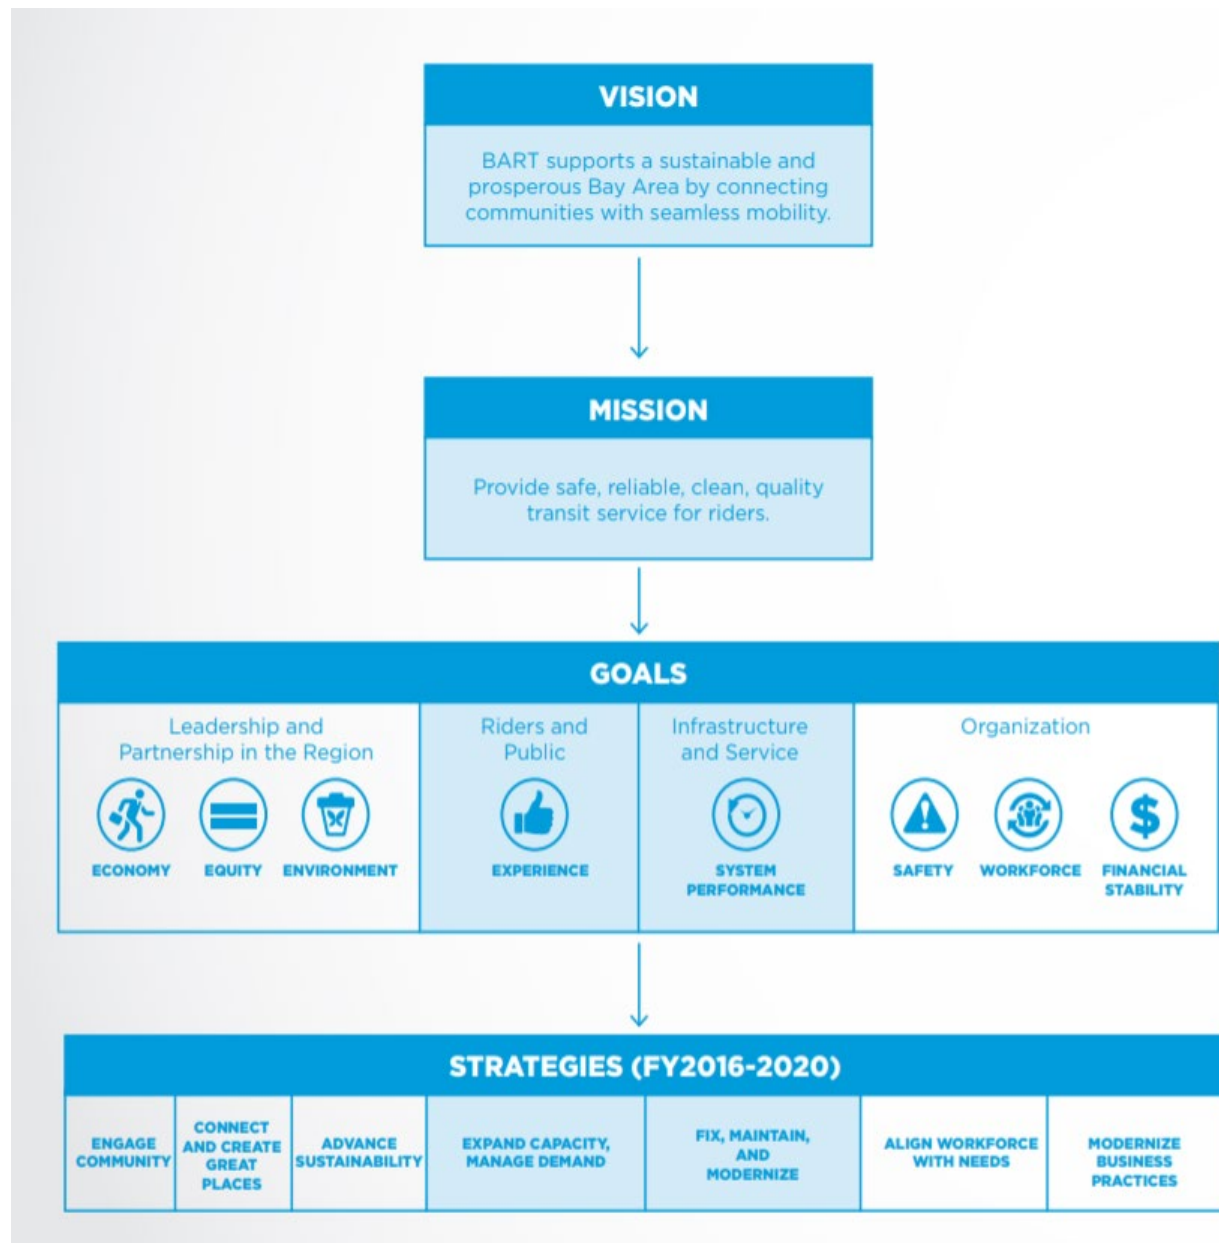 VISION
BART supports a sustainable and
prosperous Bay Area by connecting
communities with seamless mobility.
MISSION
Provide safe, reliable, clean, quality
transit service for riders.
GOALS
Leadership and
Partnership in the Region
ECONOMY
EQUITY
ENVIRONMENT
Riders and
Public
EXPERIENCE
Infrastructure
and Service
SYSTEM
PERFORMANCE
Organization
SAFETY
WORKFORCE
FINANCIAL
STABILITY
STRATEGIES (FY2016-2020)
ENGAGE
COMMUNITY
CONNECT
AND CREATE
GREAT
PLACES
ADVANCE
SUSTAINABILITY
EXPAND CAPACITY,
MANAGE DEMAND
FIX, MAINTAIN,
AND
MODERNIZE
ALIGN WORKFORCE
WITH NEEDS
MODERNIZE
BUSINESS
PRACTICES